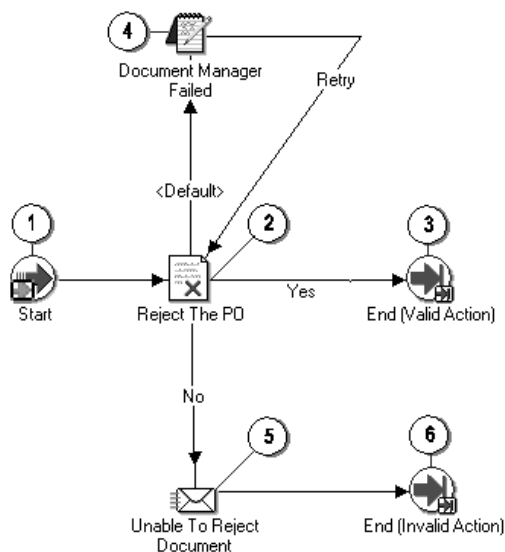 4
Document Manager
Failed
Retry
<Default>
1
2
3
Start
Reject The PO
Yes
End (Valid Action)
No
5
6
Unable To Reject
Document
End (Invalid Action)